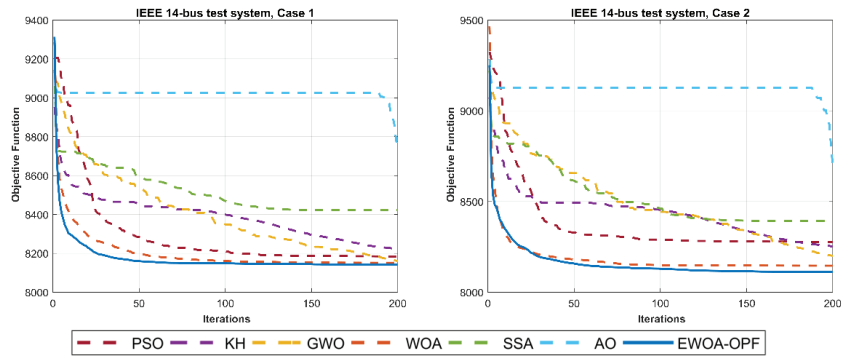 IEEE 14-bus test system, Case 1
9400
9200
9000
8800
8600
8400
8200
8000
Objective Function
0 50 100 150 200
Iterations
IEEE 14-bus test system, Case 2
9500
9000
8500
8000
Objective Function
0 50 100 150 200
Iterations
PSO KH GWO WOA SSA AO EWOA-OPF